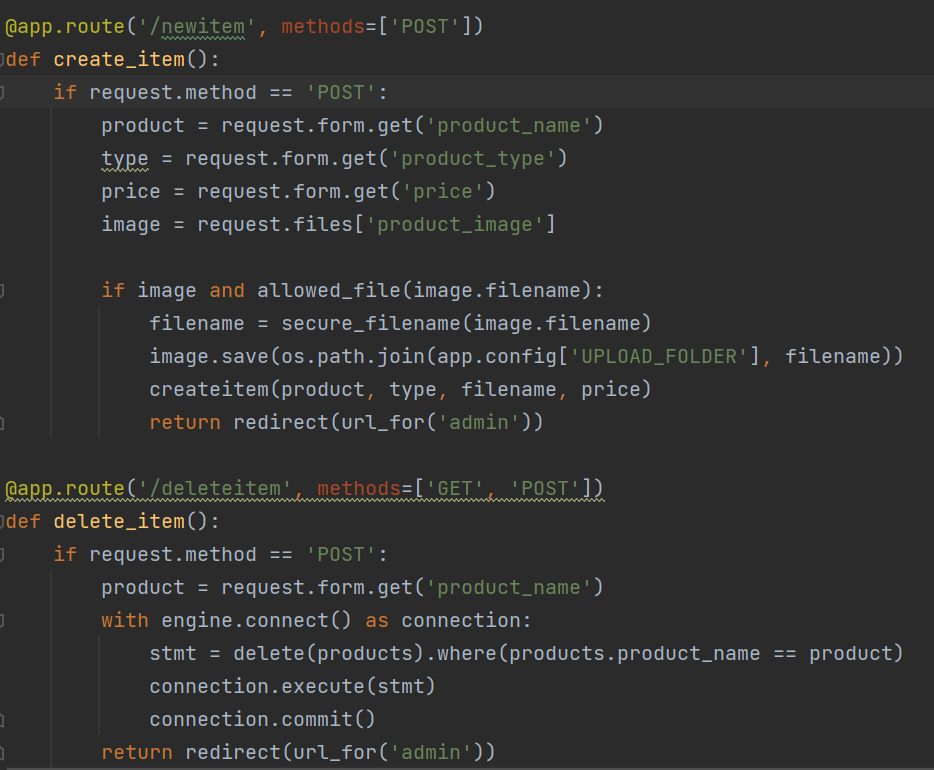 @app.route('/newitem', methods=['POST'])
def create_item():
    if request.method == 'POST':
        product = request.form.get('product_name')
        type = request.form.get('product_type')
        price = request.form.get('price')
        image = request.files['product_image']

        if image and allowed_file(image.filename):
            filename = secure_filename(image.filename)
            image.save(os.path.join(app.config['UPLOAD_FOLDER'], filename))
            createitem(product, type, filename, price)
            return redirect(url_for('admin'))

@app.route('/deleteitem', methods=['GET', 'POST'])
def delete_item():
    if request.method == 'POST':
        product = request.form.get('product_name')
        with engine.connect() as connection:
            stmt = delete(products).where(products.product_name == product)
            connection.execute(stmt)
            connection.commit()
        return redirect(url_for('admin'))